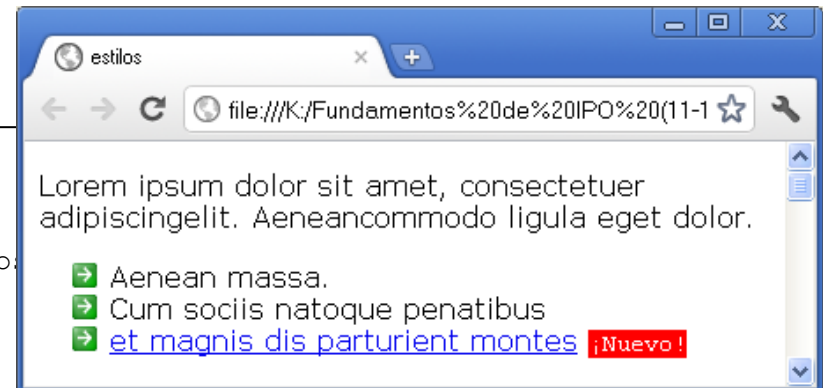 estilos
file:///K:/Fundamentos%20de%20IPO%20(11-1
Lorem ipsum dolor sit amet, consectetuer
adipiscingelit. Aeneancommodo ligula eget dolor.
Aenean massa.
Cum sociis natoque penatibus
et magnis dis parturient montes ¡Nuevo!